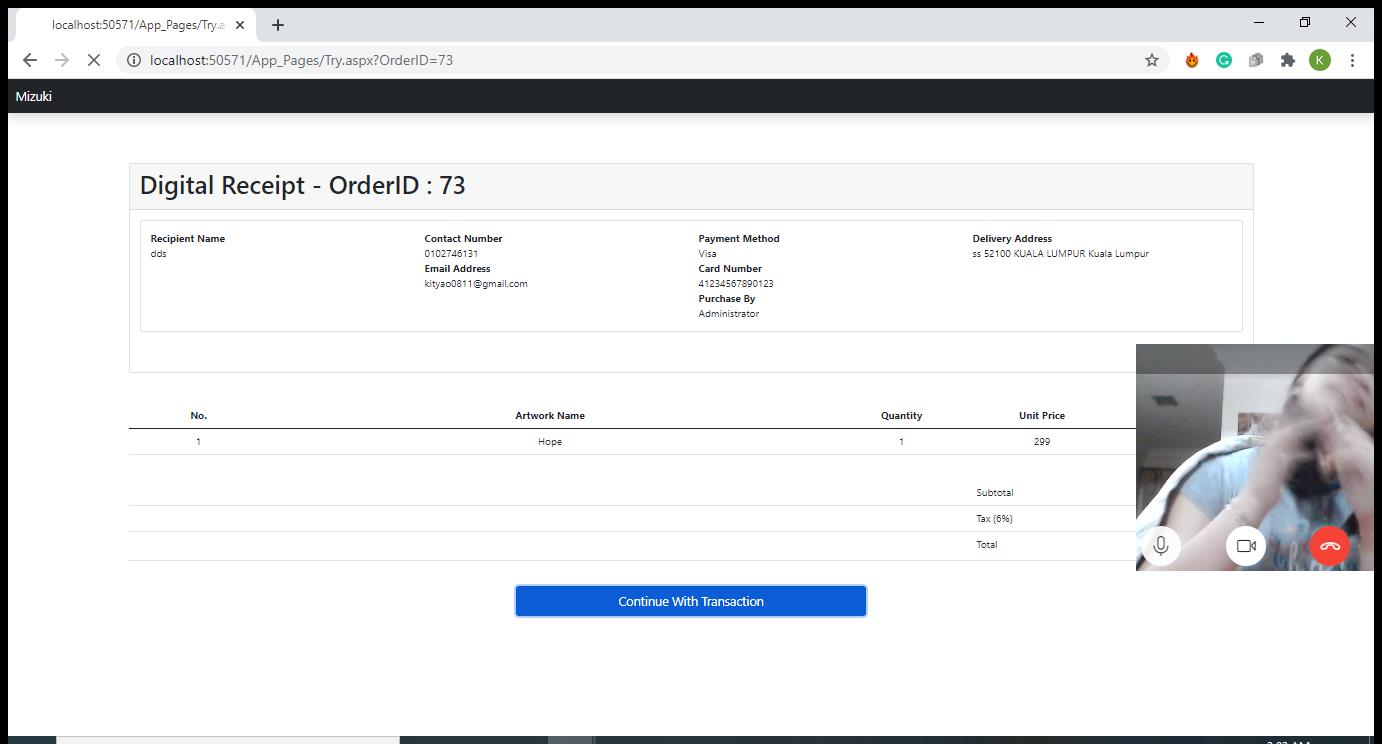 localhost:50571/App_Pages/Try.a
localhost:50571/App_Pages/Try.aspx?OrderID=73
K
Mizuki
Digital Receipt - OrderID : 73
Recipient Name
dds
Contact Number
0102746131
Email Address
kityao0811@gmail.com
Payment Method
Visa
Card Number
41234567890123
Purchase By
Administrator
Delivery Address
ss 52100 KUALA LUMPUR Kuala Lumpur
No. Artwork Name Quantity Unit Price
1 Hope 1 299
Subtotal
Tax (6%)
Total
Continue With Transaction